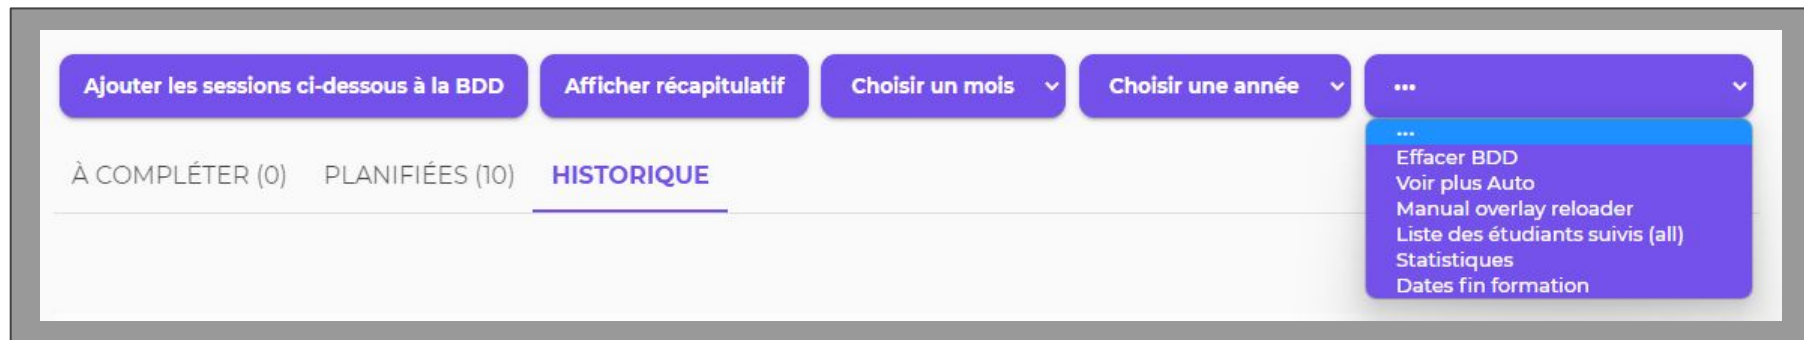 Ajouter les sessions ci-dessous à la BDD Afficher récapitulatif Choisir un mois Choisir une année ...
...
À COMPLÉTER (0) PLANIFIÉES (10) HISTORIQUE
Effacer BDD
Voir plus Auto
Manual overlay reloader
Liste des étudiants suivis (all)
Statistiques
Dates fin formation